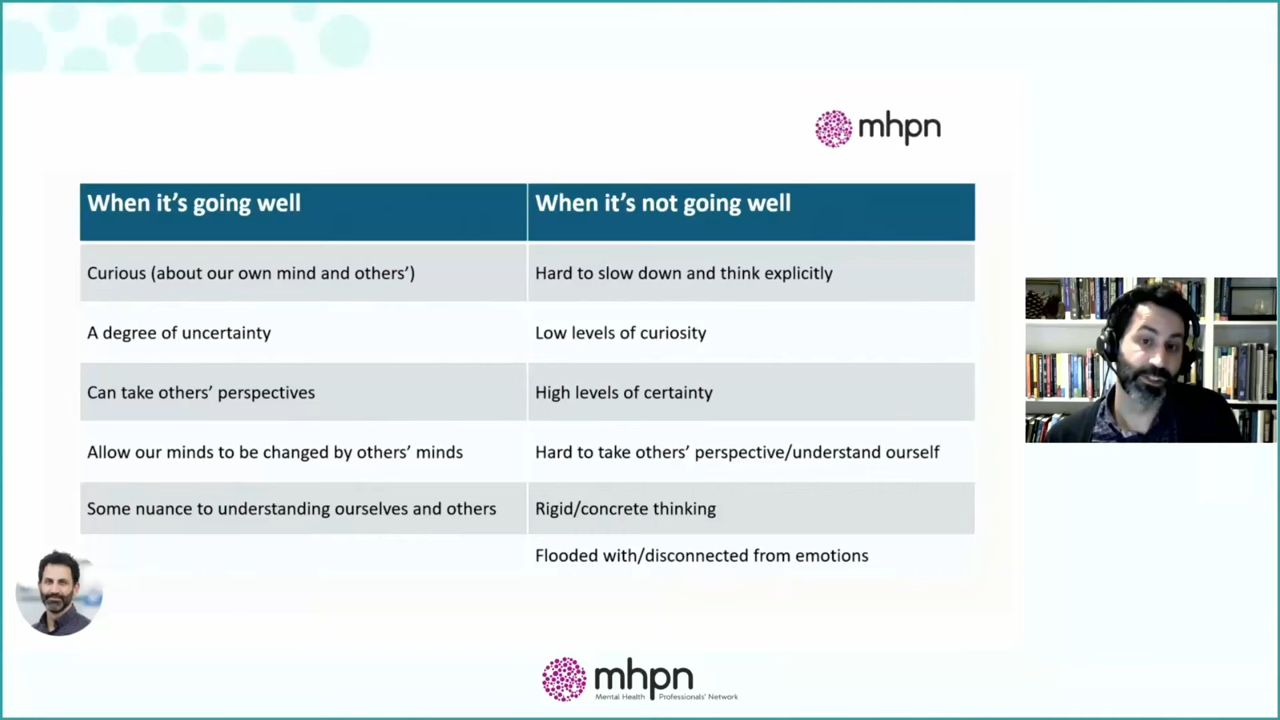 mhpn
When it’s going well
When it’s not going well
Curious (about our own mind and others’)
Hard to slow down and think explicitly
A degree of uncertainty
Low levels of curiosity
Can take others’ perspectives
High levels of certainty
Allow our minds to be changed by others’ minds
Hard to take others’ perspective/understand ourself
Some nuance to understanding ourselves and others
Rigid/concrete thinking
Flooded with/disconnected from emotions
mhpn
Mental Health Professionals' Network